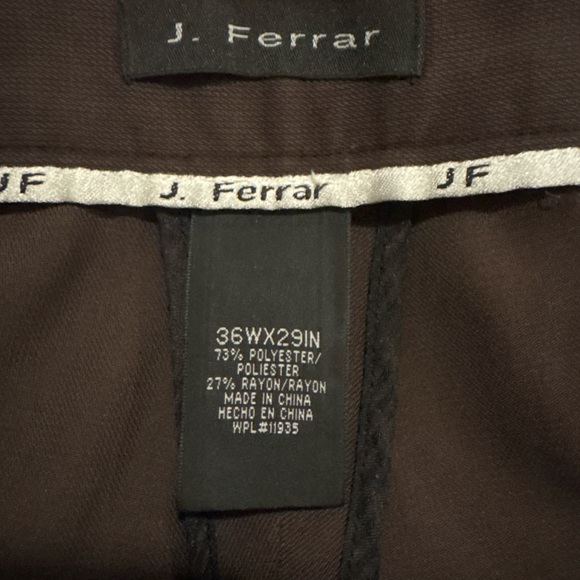 J. Ferrar
JF J. Ferrar JF
36WX29IN
73% POLYESTER/
POLIESTER
27% RAYON/RAYON
MADE IN CHINA
HECHO EN CHINA
WPL#11935